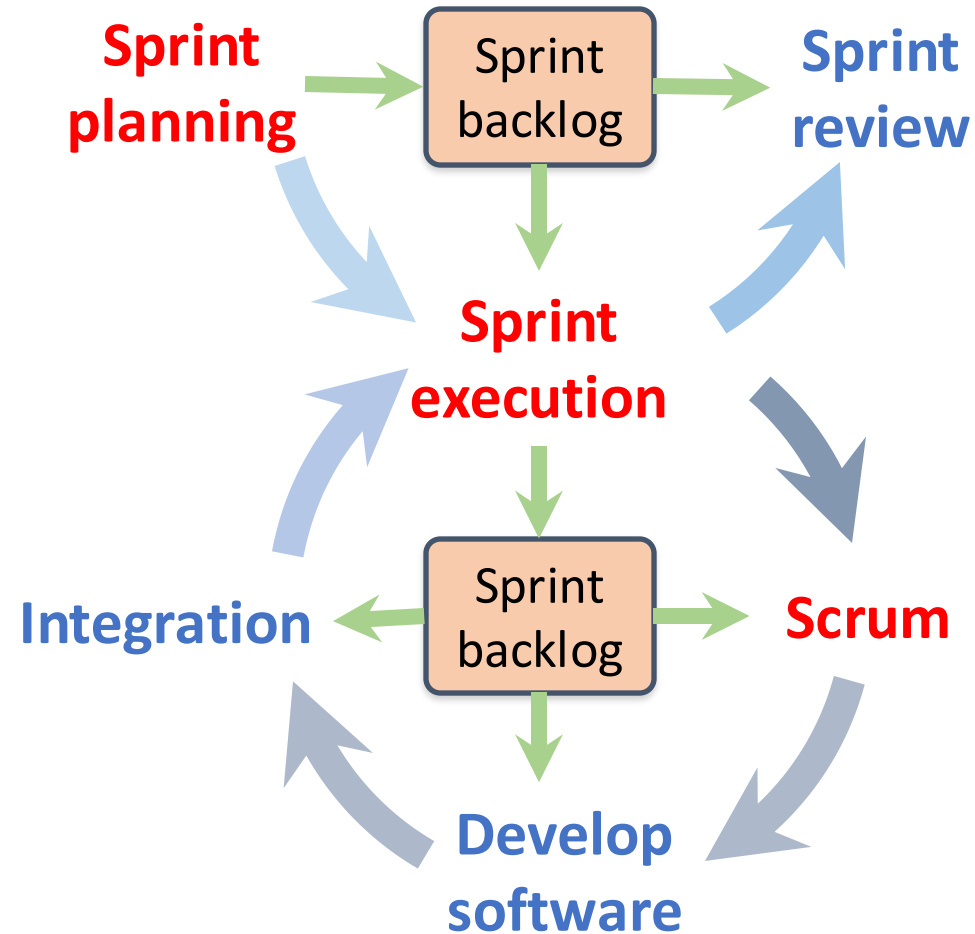 Sprint
planning
Sprint
backlog
Sprint
review
Sprint
execution
Integration
Sprint
backlog
Scrum
Develop
software